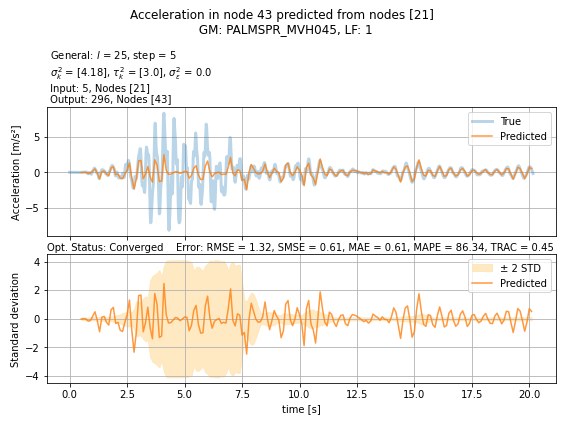 Acceleration in node 43 predicted from nodes [21]
GM: PALMSPR_MVH045, LF: 1
General: l = 25, step = 5
σ²ₖ = [4.18], τ²ₖ = [3.0], σ²ε = 0.0
Input: 5, Nodes [21]
Output: 296, Nodes [43]
True
Predicted
Acceleration [m/s²]
5
0
−5
Opt. Status: Converged Error: RMSE = 1.32, SMSE = 0.61, MAE = 0.61, MAPE = 86.34, TRAC = 0.45
± 2 STD
Predicted
Standard deviation
4
2
0
−2
−4
0.0 2.5 5.0 7.5 10.0 12.5 15.0 17.5 20.0
time [s]